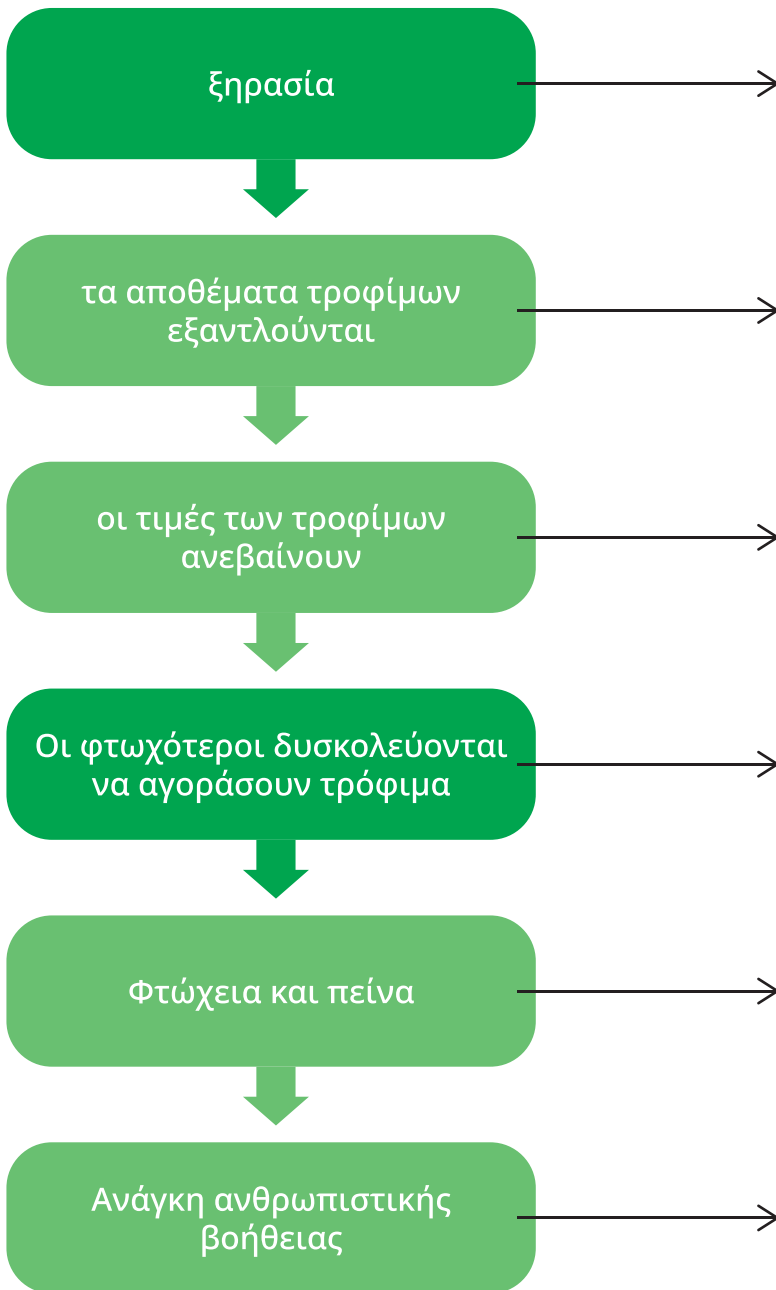 ξηρασία
τα αποθέματα τροφίμων
εξαντλούνται
οι τιμές των τροφίμων
ανεβαίνουν
Οι φτωχότεροι δυσκολεύονται
να αγοράσουν τρόφιμα
Φτώχεια και πείνα
Ανάγκη ανθρωπιστικής
βοήθειας